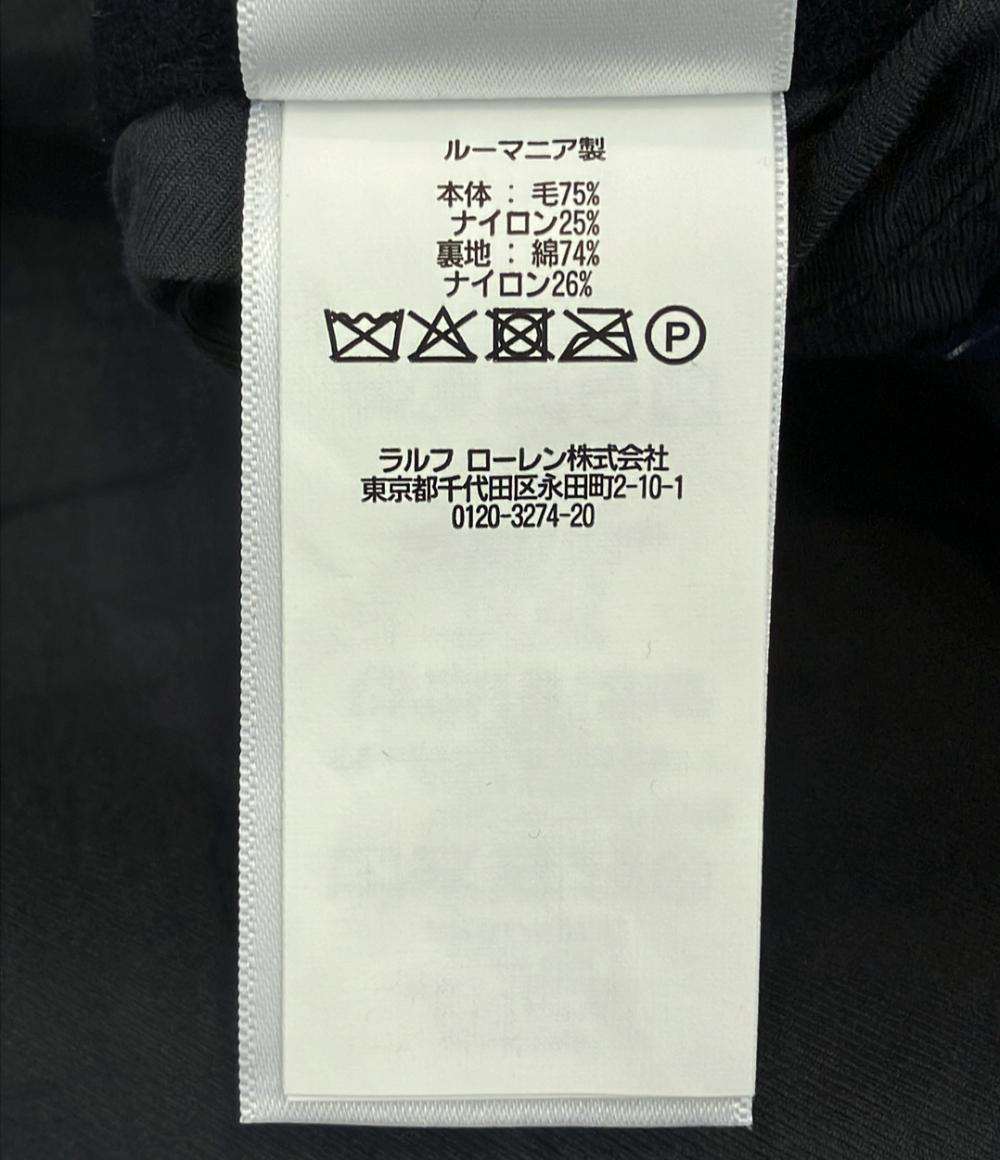 ルーマニア製
本体 : 毛75%
ナイロン25%
裏地 : 綿74%
ナイロン26%
P
ラルフ ローレン株式会社
東京都千代田区永田町2-10-1
0120-3274-20